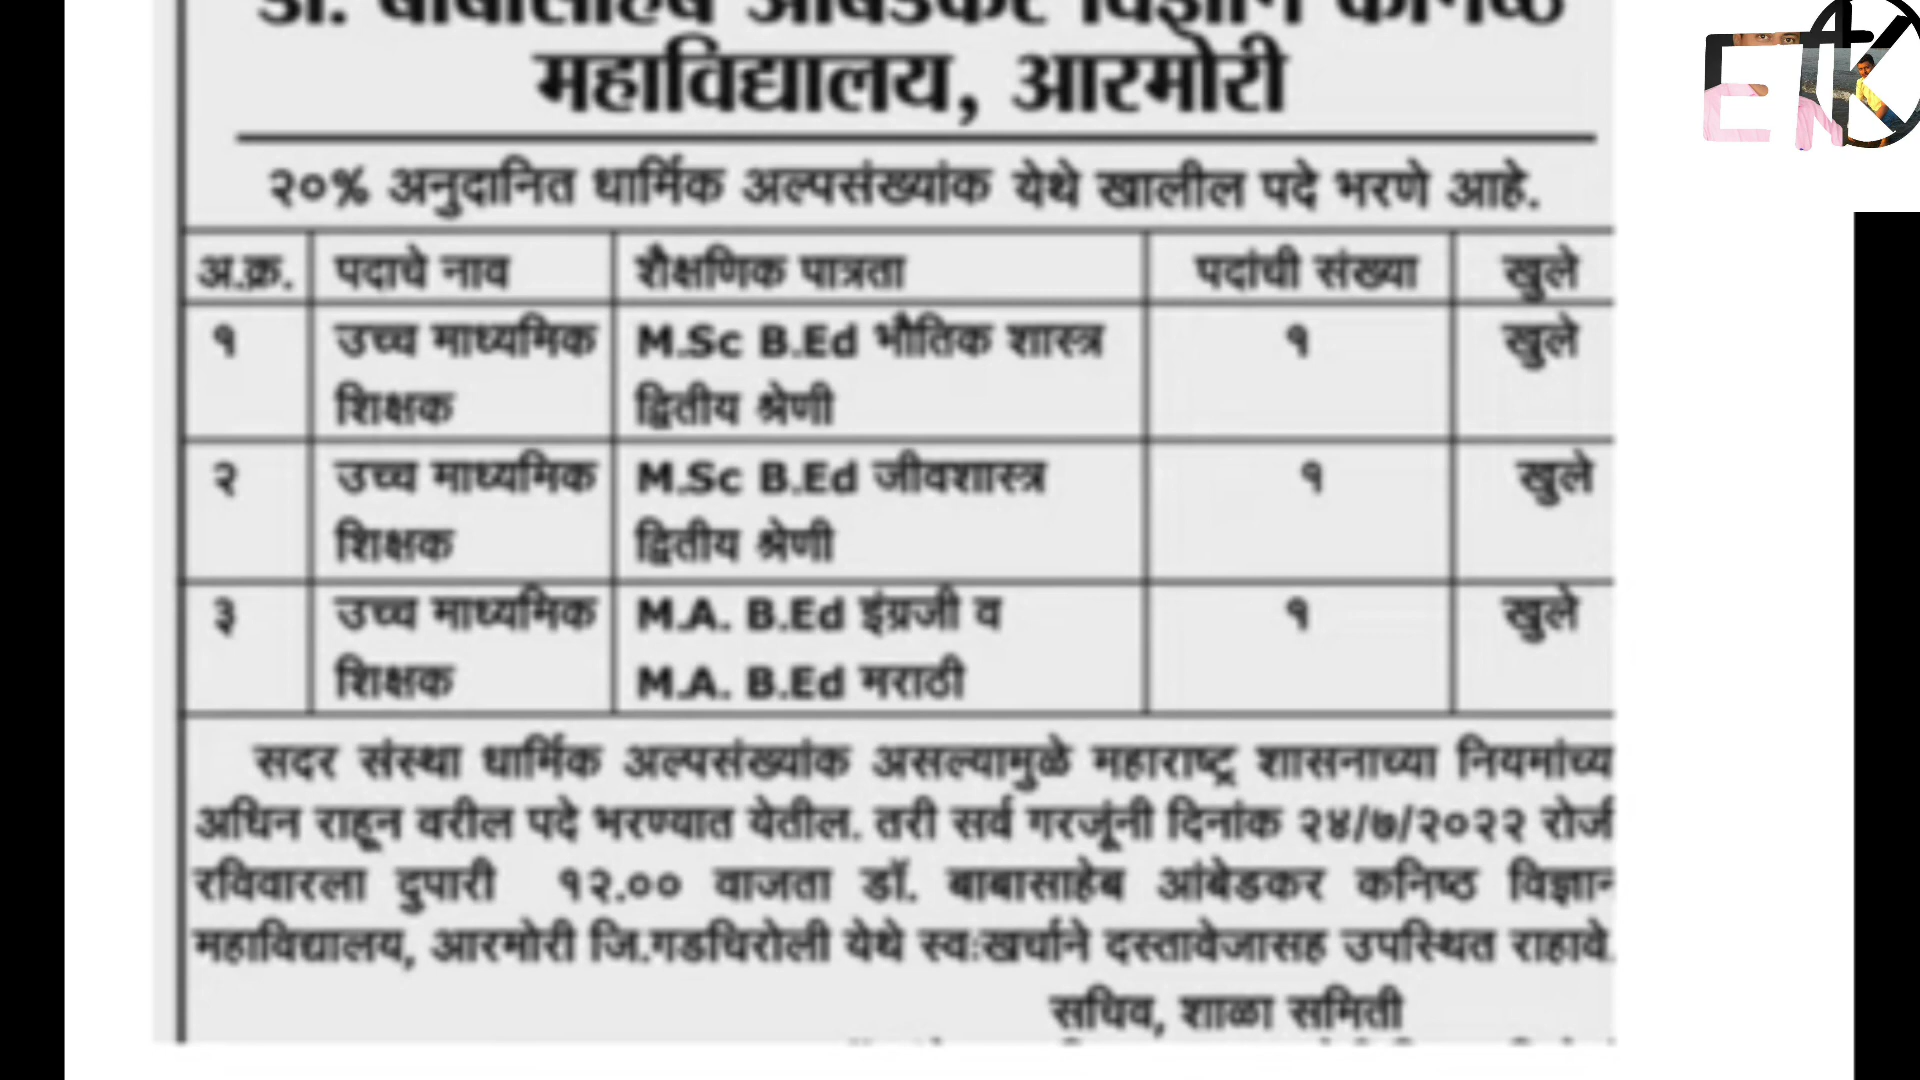 डॉ. बाबासाहेब आंबेडकर विज्ञान कनिष्ठ
महाविद्यालय, आरमोरी
२०% अनुदानित धार्मिक अल्पसंख्यांक येथे खालील पदे भरणे आहे.
अ.क्र. पदाचे नाव शैक्षणिक पात्रता पदांची संख्या खुले
१ उच्च माध्यमिक M.Sc B.Ed भौतिक शास्त्र १ खुले
शिक्षक द्वितीय श्रेणी
२ उच्च माध्यमिक M.Sc B.Ed जीवशास्त्र १ खुले
शिक्षक द्वितीय श्रेणी
३ उच्च माध्यमिक M.A. B.Ed इंग्रजी व १ खुले
शिक्षक M.A. B.Ed मराठी
सदर संस्था धार्मिक अल्पसंख्यांक असल्यामुळे महाराष्ट्र शासनाच्या नियमांच्य
अधिन राहून वरील पदे भरण्यात येतील. तरी सर्व गरजूंनी दिनांक २४/७/२०२२ रोजी
रविवारला दुपारी १२.०० वाजता डॉ. बाबासाहेब आंबेडकर कनिष्ठ विज्ञान
महाविद्यालय, आरमोरी जि.गडचिरोली येथे स्वःखर्चाने दस्तावेजासह उपस्थित राहावे.
सचिव, शाळा समिती